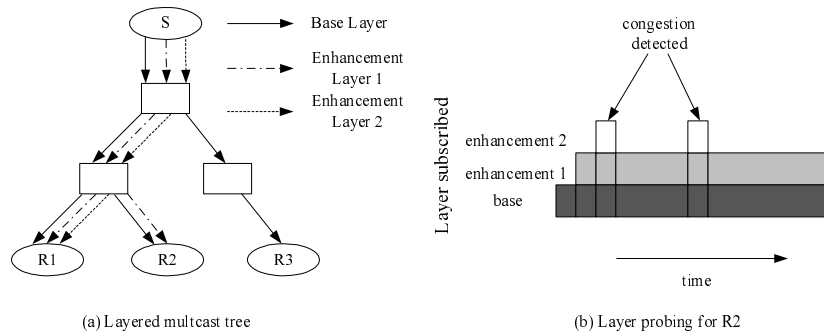 S
Base Layer
Enhancement
Layer 1
Enhancement
Layer 2
R1
R2
R3
(a) Layered multcast tree
congestion
detected
Layer subscribed
enhancement 2
enhancement 1
base
time
(b) Layer probing for R2